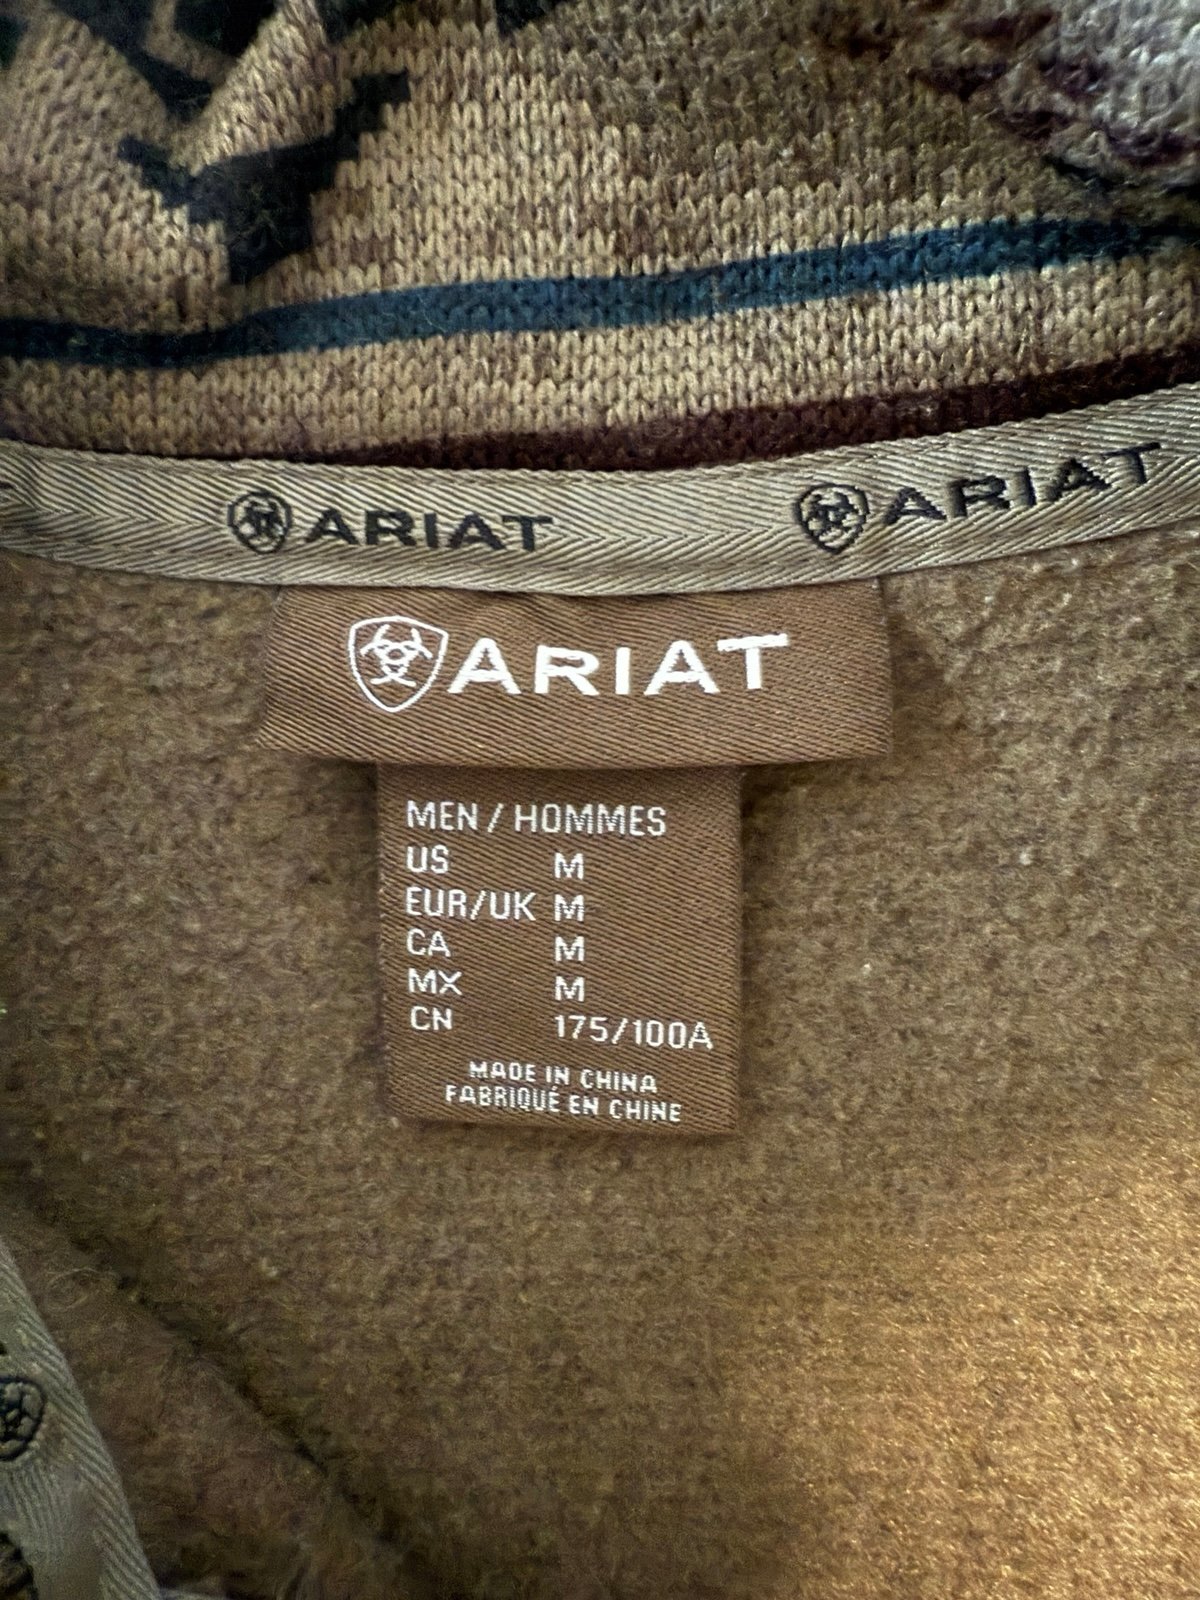 ARIAT ARIAT
ARIAT
MEN / HOMMES
US M
EUR/UK M
CA M
MX M
CN 175/100A
MADE IN CHINA
FABRIQUÉ EN CHINE